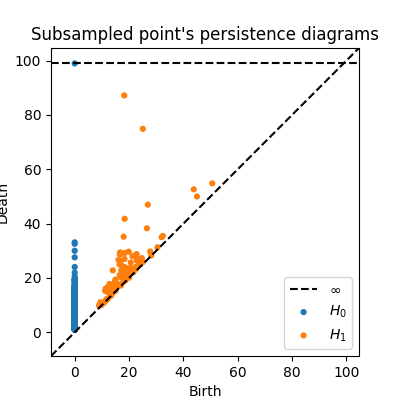 Subsampled point's persistence diagrams
100
80
60
40
20
0
Death
0 20 40 60 80 100
Birth
∞
H₀
H₁